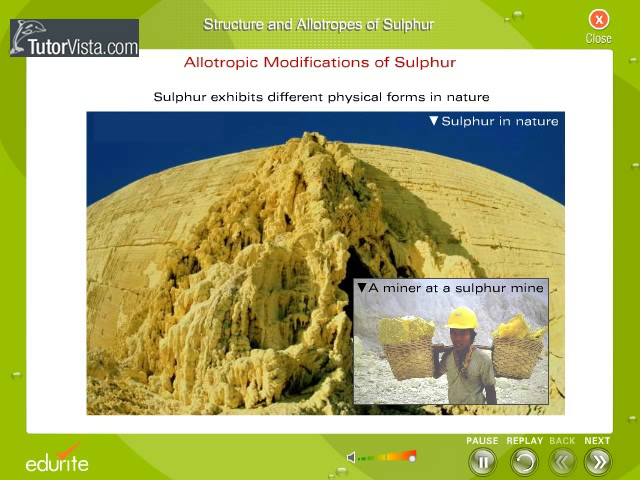 Structure and Allotropes of Sulphur
Close
TutorVista.com
Allotropic Modifications of Sulphur
Sulphur exhibits different physical forms in nature
▼ Sulphur in nature
▼ A miner at a sulphur mine
PAUSE REPLAY BACK NEXT
edurite